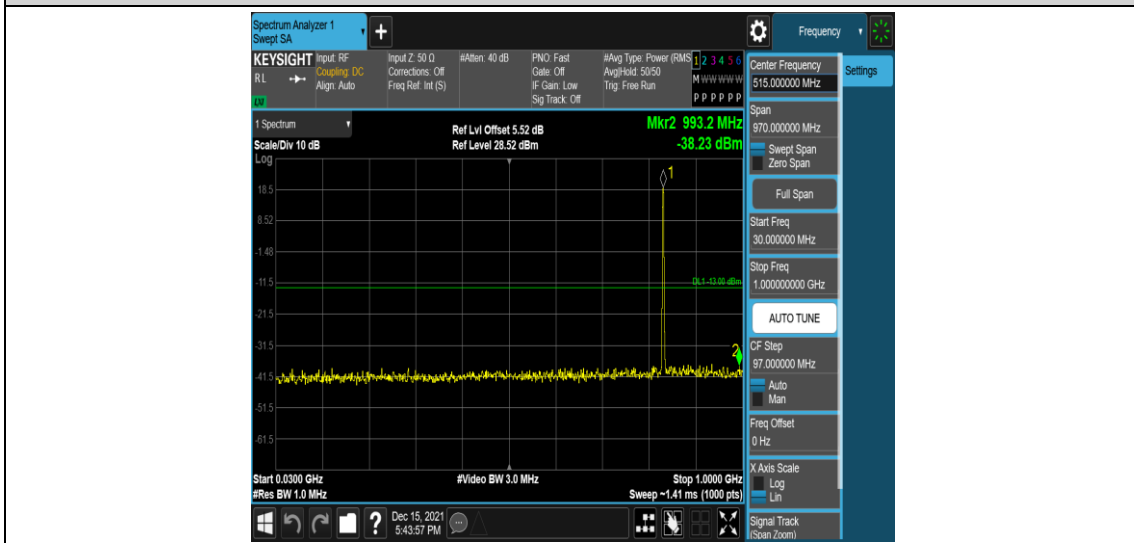 Spectrum Analyzer 1
Swept SA
+
Frequency
KEYSIGHT
RL
LXI
Input: RF
Coupling: DC
Align: Auto
Input Z: 50 Ω
Corrections: Off
Freq Ref: Int (S)
#Atten: 40 dB
PNO: Fast
Gate: Off
IF Gain: Low
Sig Track: Off
#Avg Type: Power (RMS
Avg|Hold: 50/50
Trig: Free Run
1 2 3 4 5 6
M W W W W W
P P P P P P
1 Spectrum
Scale/Div 10 dB
Log
Ref Lvl Offset 5.52 dB
Ref Level 28.52 dBm
Mkr2 993.2 MHz
-38.23 dBm
1
18.5
8.52
-1.48
-11.5
DL1 -13.00 dBm
-21.5
-31.5
2
-41.5
-51.5
-61.5
Start 0.0300 GHz
#Res BW 1.0 MHz
#Video BW 3.0 MHz
Stop 1.0000 GHz
Sweep ~1.41 ms (1000 pts)
?
Dec 15, 2021
5:43:57 PM
Center Frequency
515.000000 MHz
Settings
Span
970.000000 MHz
Swept Span
Zero Span
Full Span
Start Freq
30.000000 MHz
Stop Freq
1.000000000 GHz
AUTO TUNE
CF Step
97.000000 MHz
Auto
Man
Freq Offset
0 Hz
X Axis Scale
Log
Lin
Signal Track
(Span Zoom)